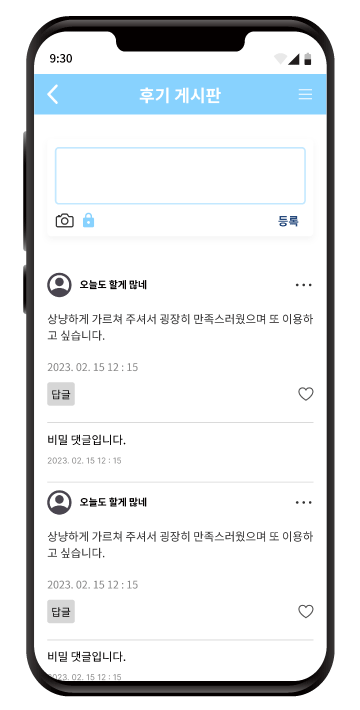 9:30
후기 게시판
등록
오늘도 할게 많네
상냥하게 가르쳐 주셔서 굉장히 만족스러웠으며 또 이용하
고 싶습니다.
2023. 02. 15 12 : 15
답글
비밀 댓글입니다.
2023. 02. 15 12 : 15
오늘도 할게 많네
상냥하게 가르쳐 주셔서 굉장히 만족스러웠으며 또 이용하
고 싶습니다.
2023. 02. 15 12 : 15
답글
비밀 댓글입니다.
2023. 02. 15 12 : 15